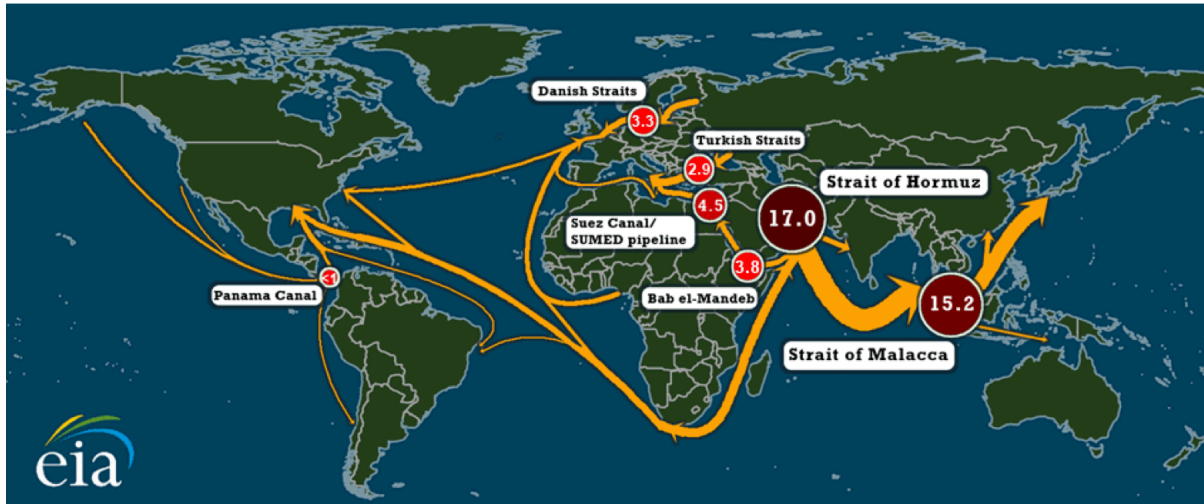 Danish Straits
3.3
Turkish Straits
2.9
Strait of Hormuz
17.0
4.5
Suez Canal/
SUMED pipeline
3.8
Bab el-Mandeb
<1
Panama Canal
15.2
Strait of Malacca
eia